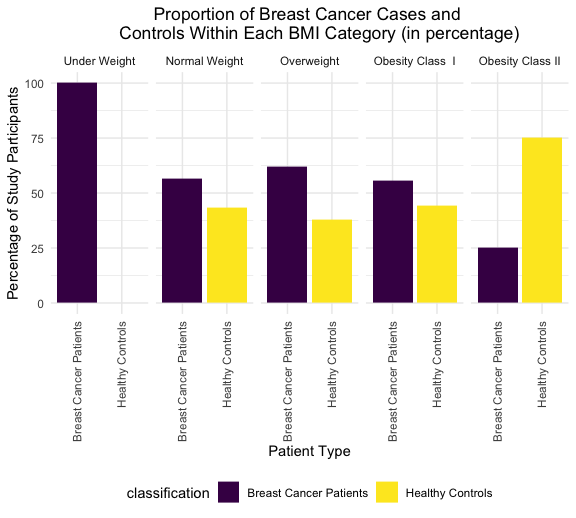 Proportion of Breast Cancer Cases and
Controls Within Each BMI Category (in percentage)
Under Weight
Normal Weight
Overweight
Obesity Class  I
Obesity Class II
Percentage of Study Participants
100
75
50
25
0
Breast Cancer Patients
Healthy Controls
Breast Cancer Patients
Healthy Controls
Breast Cancer Patients
Healthy Controls
Breast Cancer Patients
Healthy Controls
Breast Cancer Patients
Healthy Controls
Patient Type
classification
Breast Cancer Patients
Healthy Controls